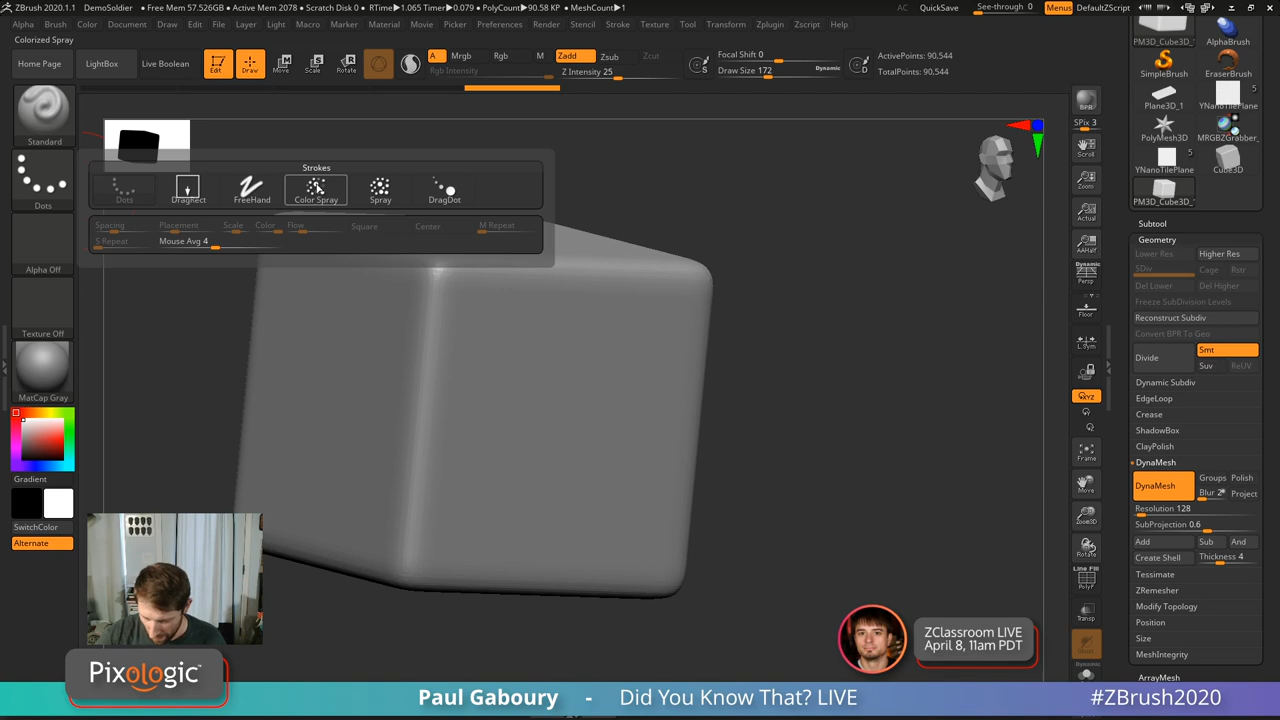 ZBrush 2020.1.1 DemoSoldier • Free Mem 57.526GB • Active Mem 2078 • Scratch Disk 0 • RTime▶1.065 Timer▶0.079 • PolyCount▶90.58 KP • MeshCount▶1 AC QuickSave See-through 0 Menus DefaultZScript
Alpha Brush Color Document Draw Edit File Layer Light Macro Marker Material Movie Picker Preferences Render Stencil Stroke Texture Tool Transform Zplugin Zscript
Colorized Spray
Home Page LightBox Live Boolean Edit Draw Move Scale Rotate A Mrgb Rgb M Zadd Zsub Zcut Focal Shift 0 ActivePoints: 90,544
Rgb Intensity Z Intensity 25 Draw Size 172 Dynamic TotalPoints: 90,544
Standard
Dots
Alpha Off
Texture Off
MatCap Gray
Gradient
SwitchColor
Alternate
Strokes
Dots DragRect FreeHand Color Spray Spray DragDot
Spacing Placement Scale Color Flow Square Center M Repeat
S Repeat Mouse Avg 4
BPR
SPix 3
Scroll
Zoom
Actual
AAHalf
Dynamic
Persp
Floor
L.Sym
XYZ
Frame
Move
Zoom3D
Rotate
Line Fill
PolyF
Transp
Dynamic
PM3D_Cube3D_ AlphaBrush
SimpleBrush EraserBrush
5
Plane3D_1 YNanoTilePlane
PolyMesh3D MRGBZGrabber_
5
YNanoTilePlane Cube3D
PM3D_Cube3D_
Subtool
Geometry
Lower Res Higher Res
SDiv Cage Rstr
Del Lower Del Higher
Freeze SubDivision Levels
Reconstruct Subdiv
Convert BPR To Geo
Divide Smt
Suv ReUV
Dynamic Subdiv
EdgeLoop
Crease
ShadowBox
ClayPolish
DynaMesh
DynaMesh Groups Polish
Blur 2 Project
Resolution 128
SubProjection 0.6
Add Sub And
Create Shell Thickness 4
Tessimate
ZRemesher
Modify Topology
Position
Size
MeshIntegrity
ArrayMesh
ZClassroom LIVE
April 8, 11am PDT
Pixologic™
Paul Gaboury - Did You Know That? LIVE #ZBrush2020